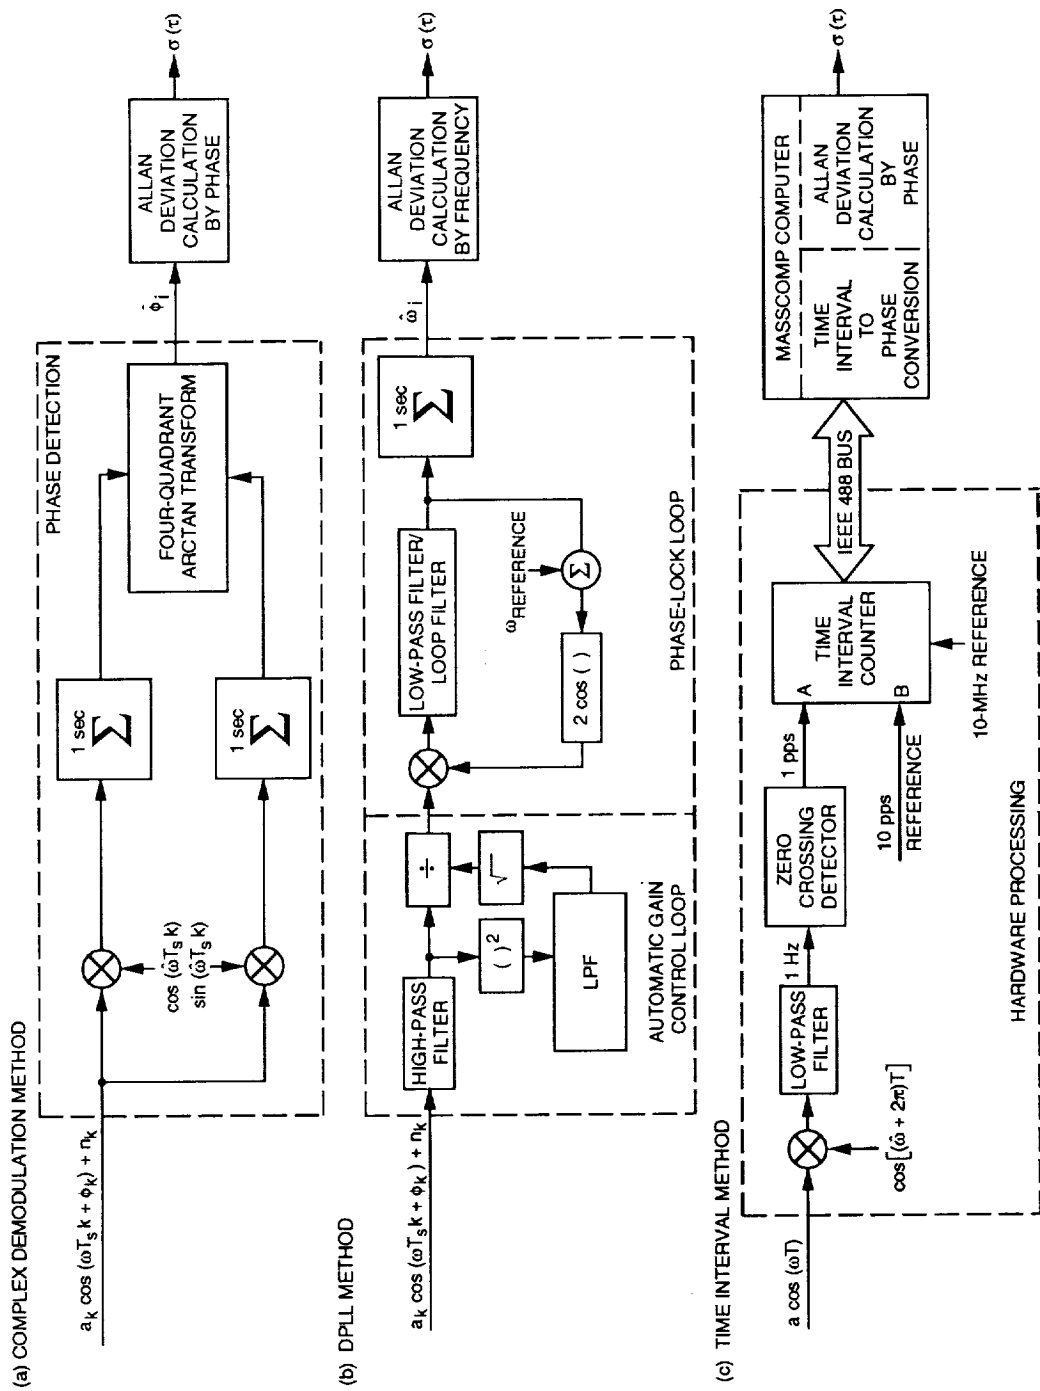 (a) COMPLEX DEMODULATION METHOD
a_k cos (ωT_s k + ϕ_k) + n_k
cos (ω̂T_s k)
sin (ω̂T_s k)
1 sec
Σ
1 sec
Σ
PHASE DETECTION
FOUR-QUADRANT
ARCTAN TRANSFORM
ϕ̂_i
ALLAN
DEVIATION
CALCULATION
BY PHASE
σ (τ)
(b) DPLL METHOD
a_k cos (ωT_s k + ϕ_k) + n_k
HIGH-PASS
FILTER
( )²
÷
√
LPF
AUTOMATIC GAIN
CONTROL LOOP
LOW-PASS FILTER/
LOOP FILTER
ω_REFERENCE
Σ
2 cos ( )
PHASE-LOCK LOOP
1 sec
Σ
ω̂_i
ALLAN
DEVIATION
CALCULATION
BY FREQUENCY
σ (τ)
(c) TIME INTERVAL METHOD
a cos (ωT)
cos[(ω̂ + 2π)T]
LOW-PASS
FILTER
1 Hz
ZERO
CROSSING
DETECTOR
1 pps
10 pps
REFERENCE
A
B
TIME
INTERVAL
COUNTER
10-MHz REFERENCE
HARDWARE PROCESSING
IEEE 488 BUS
MASSCOMP COMPUTER
TIME
INTERVAL
TO
PHASE
CONVERSION
ALLAN
DEVIATION
CALCULATION
BY
PHASE
σ (τ)